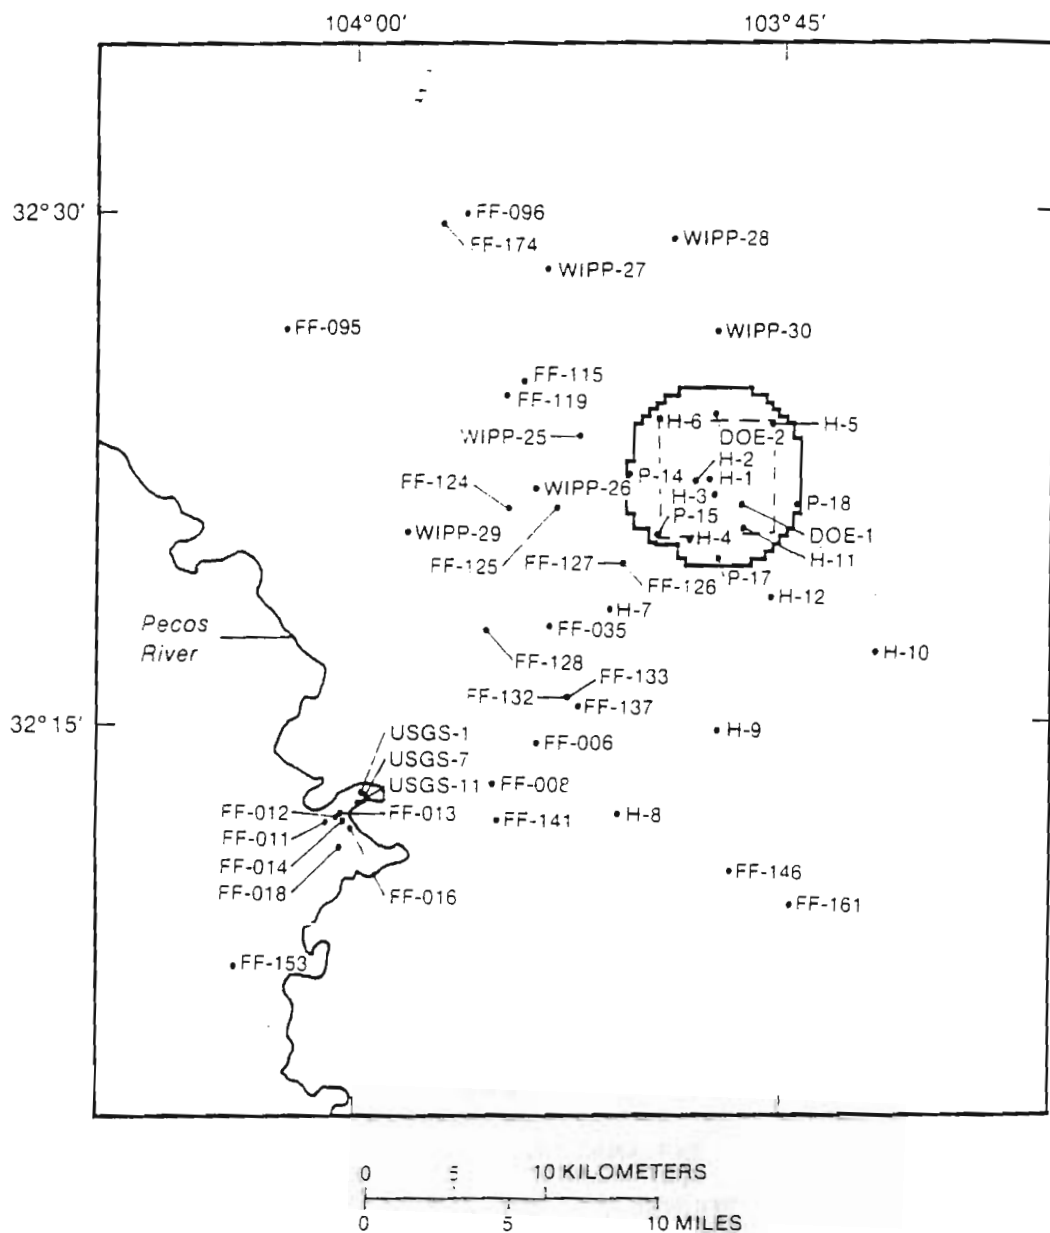 104°00′ 103°45′
32°30′
FF-096
FF-174
WIPP-28
WIPP-27
FF-095
WIPP-30
FF-115
FF-119
H-6
H-5
WIPP-25
DOE-2
H-2
P-14
H-1
FF-124
WIPP-26
H-3
P-18
P-15
WIPP-29
H-4
DOE-1
FF-125
FF-127
H-11
FF-126
P-17
H-12
H-7
Pecos
River
FF-035
H-10
FF-128
FF-133
FF-132
FF-137
32°15′
USGS-1
H-9
FF-006
USGS-7
USGS-11
FF-008
FF-012
FF-013
H-8
FF-141
FF-011
FF-014
FF-146
FF-018
FF-016
FF-161
FF-153
0 5 10 KILOMETERS
0 5 10 MILES